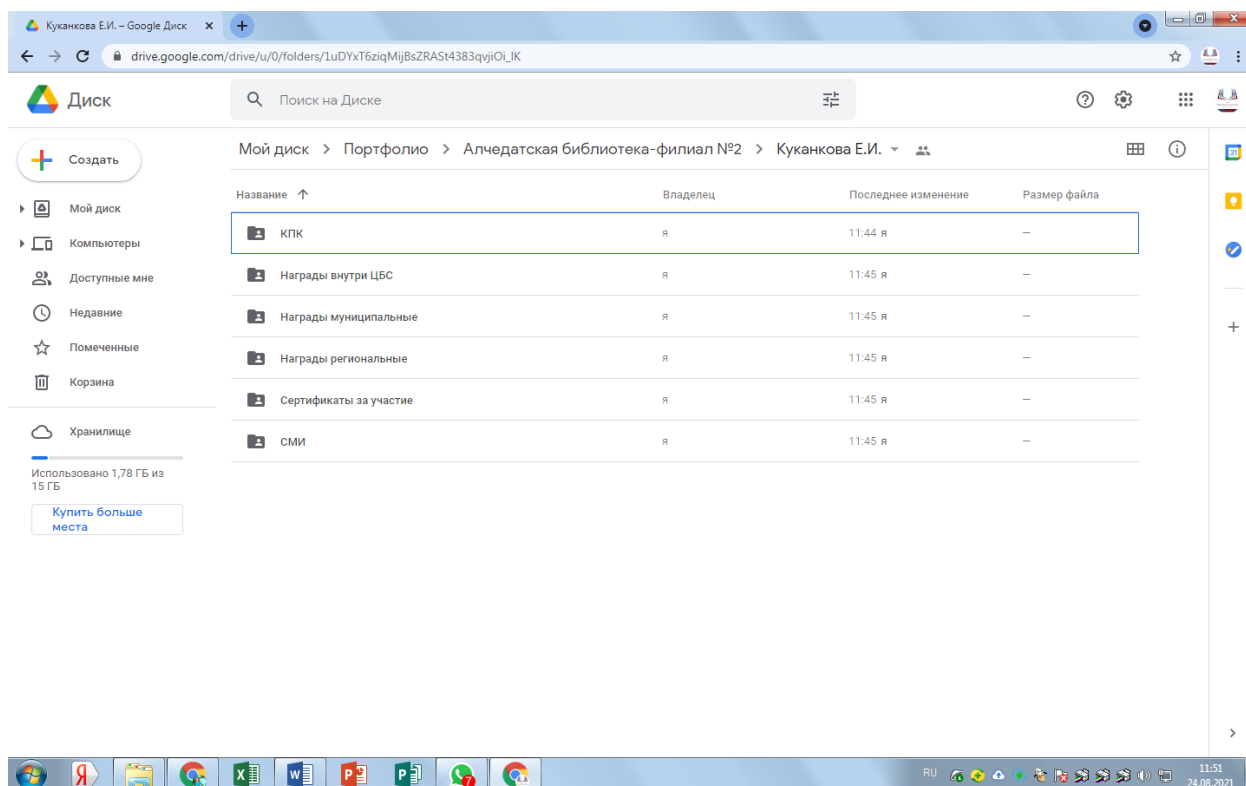 Куканкова Е.И. – Google Диск
drive.google.com/drive/u/0/folders/1uDYxT6ziqMijBsZRASt4383qvjiOi_IK
Диск
Поиск на Диске
Создать
Мой диск > Портфолио > Алчедатская библиотека-филиал №2 > Куканкова Е.И.
Название Владелец Последнее изменение Размер файла
Мой диск
Компьютеры
Доступные мне
Недавние
Помеченные
Корзина
Хранилище
Использовано 1,78 ГБ из
15 ГБ
Купить больше
места
КПК я 11:44 я –
Награды внутри ЦБС я 11:45 я –
Награды муниципальные я 11:45 я –
Награды региональные я 11:45 я –
Сертификаты за участие я 11:45 я –
СМИ я 11:45 я –
31
RU
11:51
24.08.2021